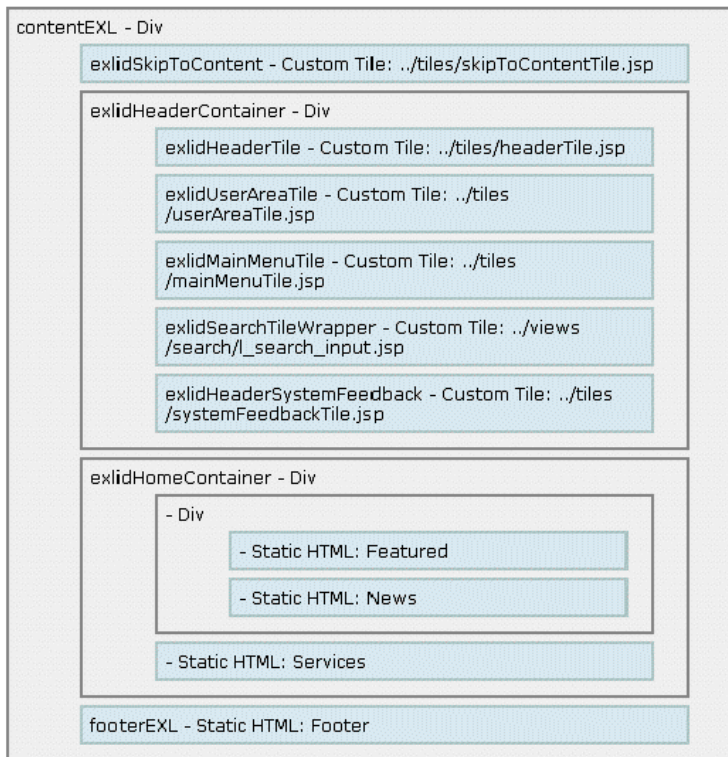 contentEXL - Div
exlidSkipToContent - Custom Tile: ../tiles/skipToContentTile.jsp
exlidHeaderContainer - Div
exlidHeaderTile - Custom Tile: ../tiles/headerTile.jsp
exlidUserAreaTile - Custom Tile: ../tiles
/userAreaTile.jsp
exlidMainMenuTile - Custom Tile: ../tiles
/mainMenuTile.jsp
exlidSearchTileWrapper - Custom Tile: ../views
/search/l_search_input.jsp
exlidHeaderSystemFeedback - Custom Tile: ../tiles
/systemFeedbackTile.jsp
exlidHomeContainer - Div
- Div
- Static HTML: Featured
- Static HTML: News
- Static HTML: Services
footerEXL - Static HTML: Footer